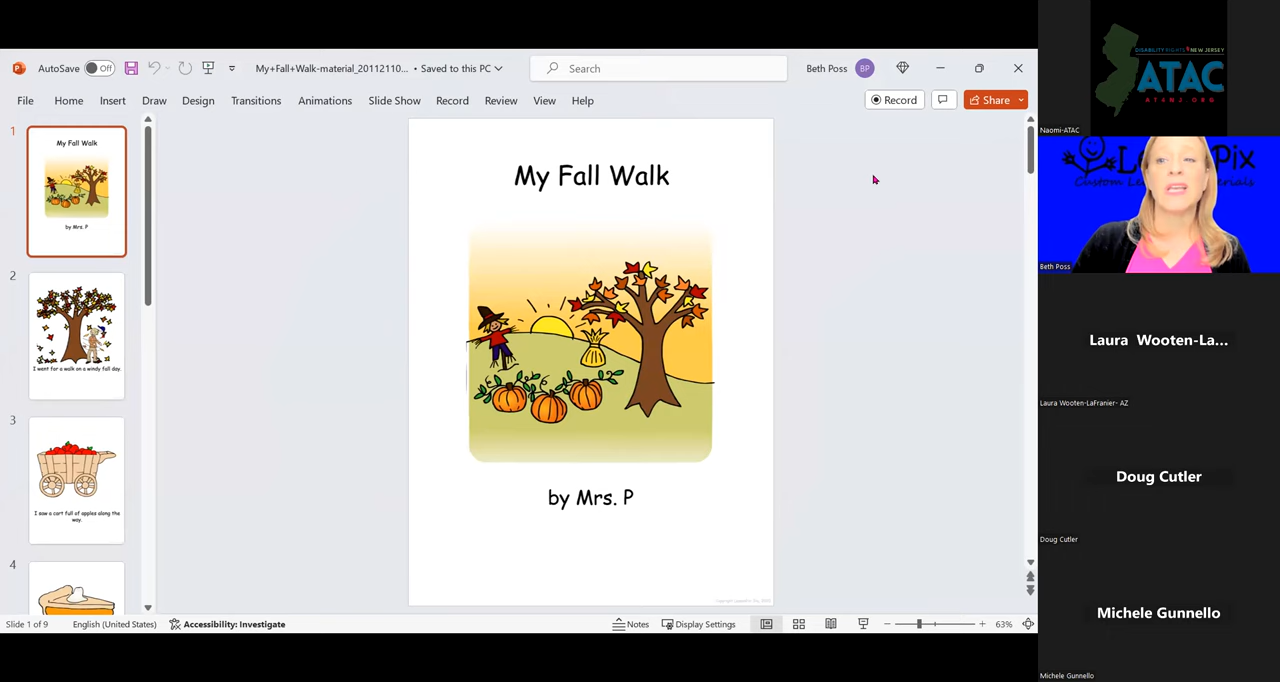 AutoSave Off My+Fall+Walk-material_20112110... • Saved to this PC Search Beth Poss BP
File Home Insert Draw Design Transitions Animations Slide Show Record Review View Help Record Share
1
My Fall Walk
by Mrs. P
2
I went for a walk on a windy fall day.
3
I saw a cart full of apples along the
way.
4
My Fall Walk
by Mrs. P
Slide 1 of 9 English (United States) Accessibility: Investigate Notes Display Settings 63%
DISABILITY RIGHTS NEW JERSEY
ATAC
AT4NJ.ORG
Naomi-ATAC
Beth Poss
Laura Wooten-La...
Laura Wooten-LaFranier- AZ
Doug Cutler
Doug Cutler
Michele Gunnello
Michele Gunnello